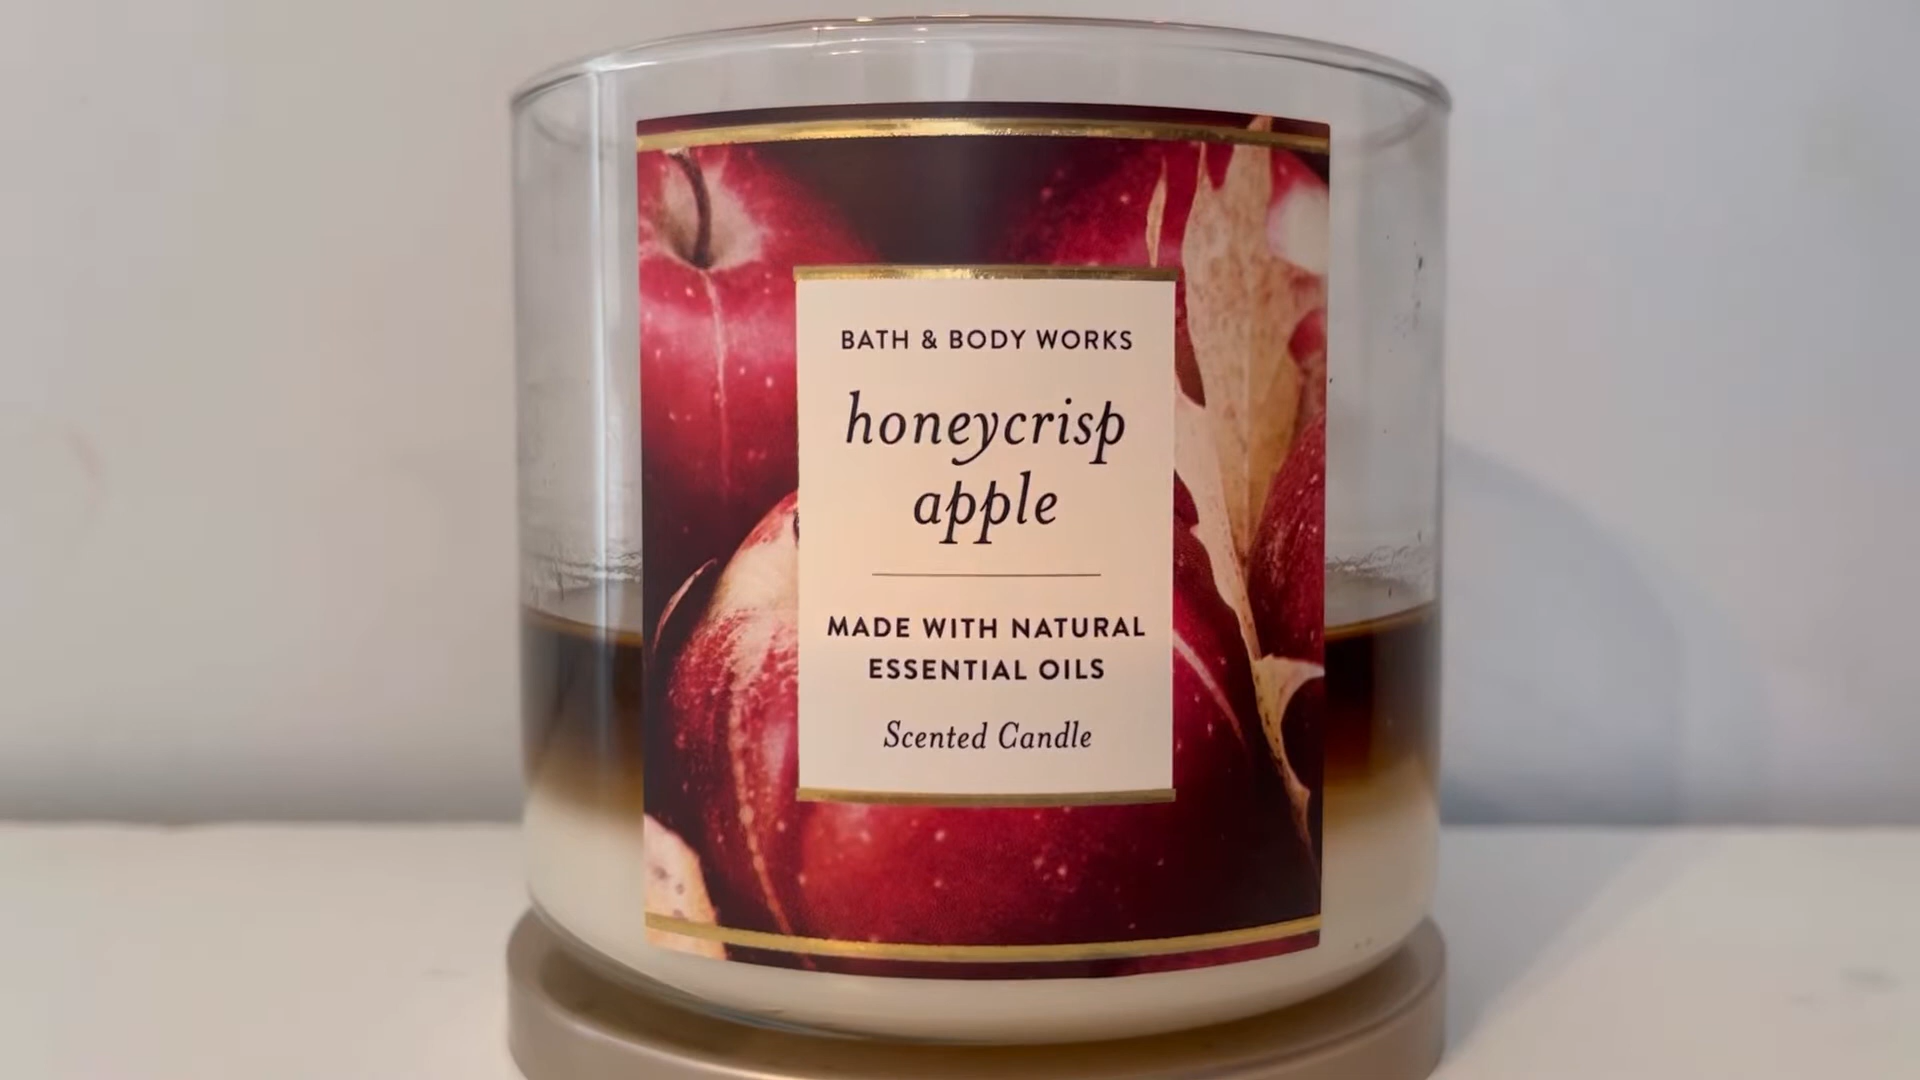 BATH & BODY WORKS
honeycrisp
apple
MADE WITH NATURAL
ESSENTIAL OILS
Scented Candle